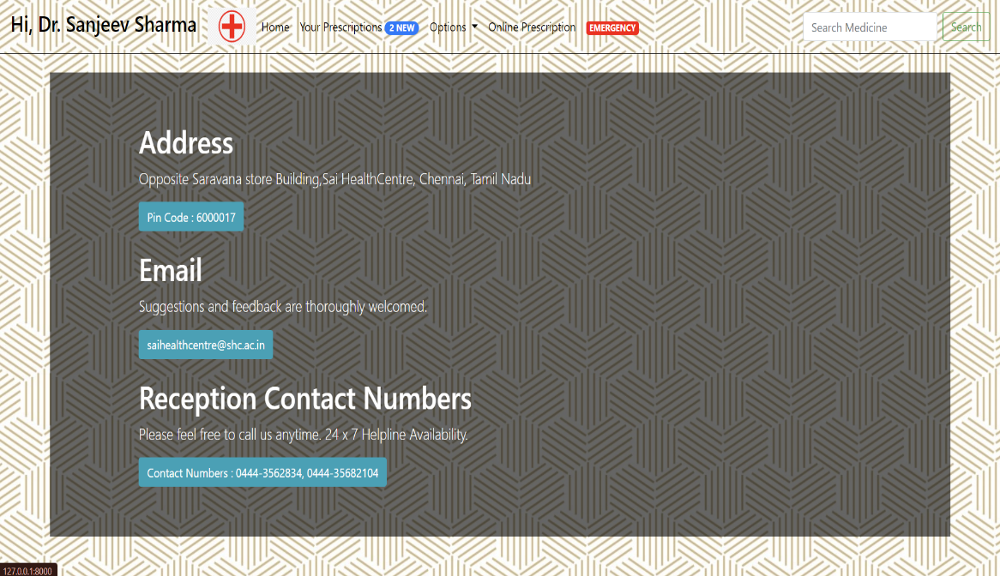 Hi, Dr. Sanjeev Sharma Home Your Prescriptions 2 NEW Options Online Prescription EMERGENCY Search Medicine Search
Address
Opposite Saravana store Building,Sai HealthCentre, Chennai, Tamil Nadu
Pin Code : 6000017
Email
Suggestions and feedback are thoroughly welcomed.
saihealthcentre@shc.ac.in
Reception Contact Numbers
Please feel free to call us anytime. 24 x 7 Helpline Availability.
Contact Numbers : 0444-3562834, 0444-35682104
127.0.0.1:8000